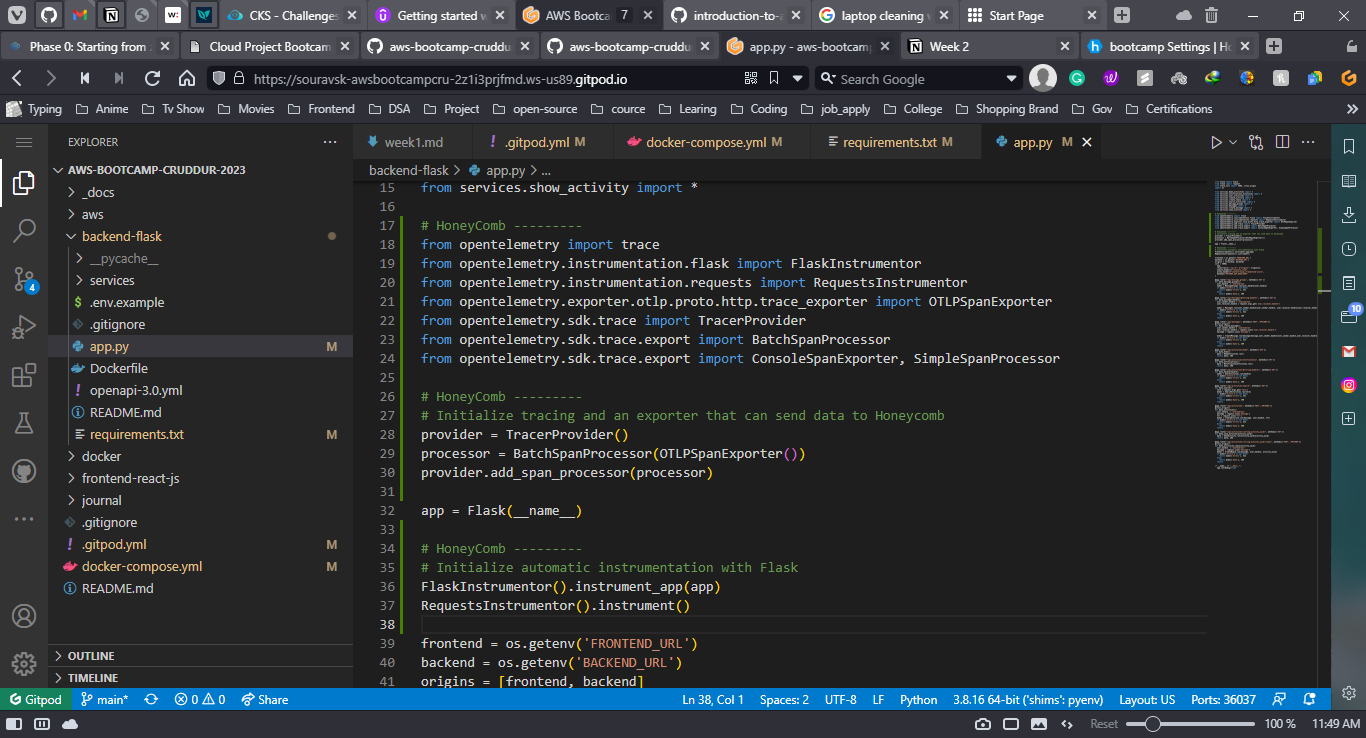 CKS - Challenges
Getting started w
AWS Bootca 7
introduction-to-a
laptop cleaning w
Start Page
Phase 0: Starting from
Cloud Project Bootcam
aws-bootcamp-cruddu
aws-bootcamp-cruddu
app.py - aws-bootcamp
Week 2
bootcamp Settings | Ho
https://souravsk-awsbootcampcru-2z1i3prjfmd.ws-us89.gitpod.io
Search Google
Typing
Anime
Tv Show
Movies
Frontend
DSA
Project
open-source
cource
Learing
Coding
job_apply
College
Shopping Brand
Gov
Certifications
EXPLORER
week1.md
.gitpod.yml M
docker-compose.yml M
requirements.txt M
app.py M
AWS-BOOTCAMP-CRUDDUR-2023
_docs
aws
backend-flask
__pycache__
services
.env.example
.gitignore
app.py M
Dockerfile
openapi-3.0.yml
README.md
requirements.txt M
docker
frontend-react-js
journal
.gitignore
.gitpod.yml M
docker-compose.yml M
README.md
OUTLINE
TIMELINE
4
10
backend-flask > app.py > ...
15 from services.show_activity import *
16
17 # HoneyComb ---------
18 from opentelemetry import trace
19 from opentelemetry.instrumentation.flask import FlaskInstrumentor
20 from opentelemetry.instrumentation.requests import RequestsInstrumentor
21 from opentelemetry.exporter.otlp.proto.http.trace_exporter import OTLPSpanExporter
22 from opentelemetry.sdk.trace import TracerProvider
23 from opentelemetry.sdk.trace.export import BatchSpanProcessor
24 from opentelemetry.sdk.trace.export import ConsoleSpanExporter, SimpleSpanProcessor
25
26 # HoneyComb ---------
27 # Initialize tracing and an exporter that can send data to Honeycomb
28 provider = TracerProvider()
29 processor = BatchSpanProcessor(OTLPSpanExporter())
30 provider.add_span_processor(processor)
31
32 app = Flask(__name__)
33
34 # HoneyComb ---------
35 # Initialize automatic instrumentation with Flask
36 FlaskInstrumentor().instrument_app(app)
37 RequestsInstrumentor().instrument()
38
39 frontend = os.getenv('FRONTEND_URL')
40 backend = os.getenv('BACKEND_URL')
41 origins = [frontend, backend]
Gitpod
main*
0
0
Share
Ln 38, Col 1
Spaces: 2
UTF-8
LF
Python
3.8.16 64-bit ('shims': pyenv)
Layout: US
Ports: 36037
Reset
100 %
11:49 AM